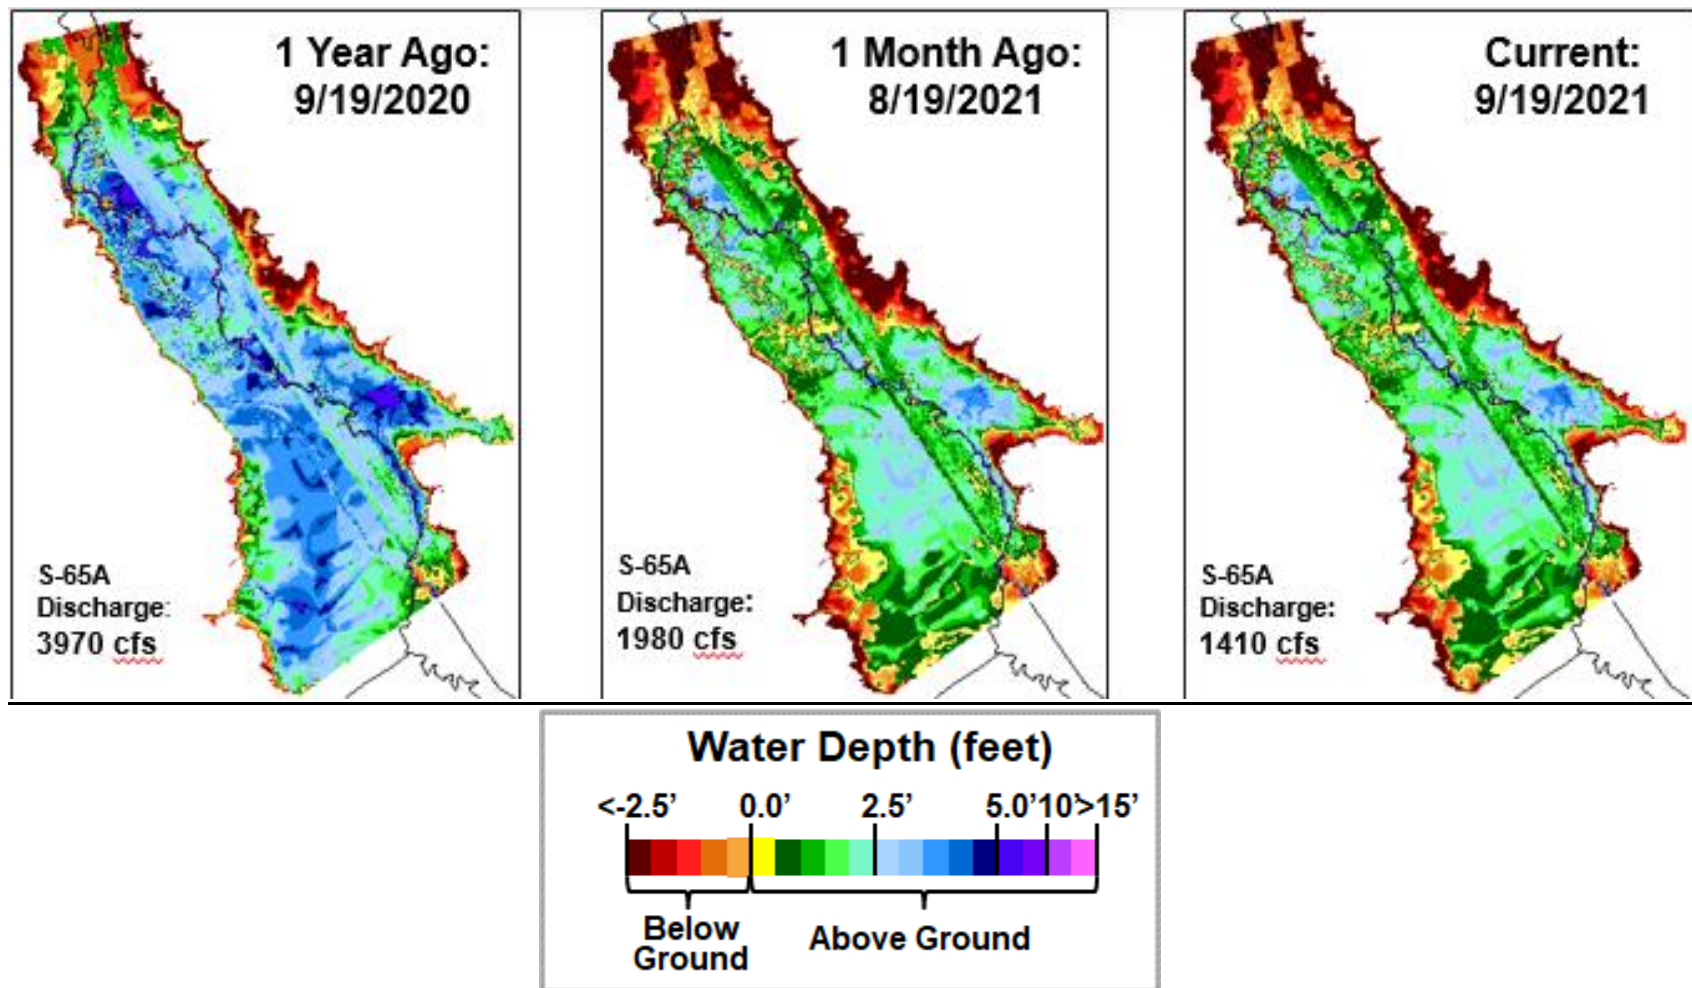 1 Year Ago:
9/19/2020
S-65A
Discharge:
3970 cfs
1 Month Ago:
8/19/2021
S-65A
Discharge:
1980 cfs
Current:
9/19/2021
S-65A
Discharge:
1410 cfs
Water Depth (feet)
<-2.5’ 0.0’ 2.5’ 5.0’10’>15’
Below
Ground
Above Ground